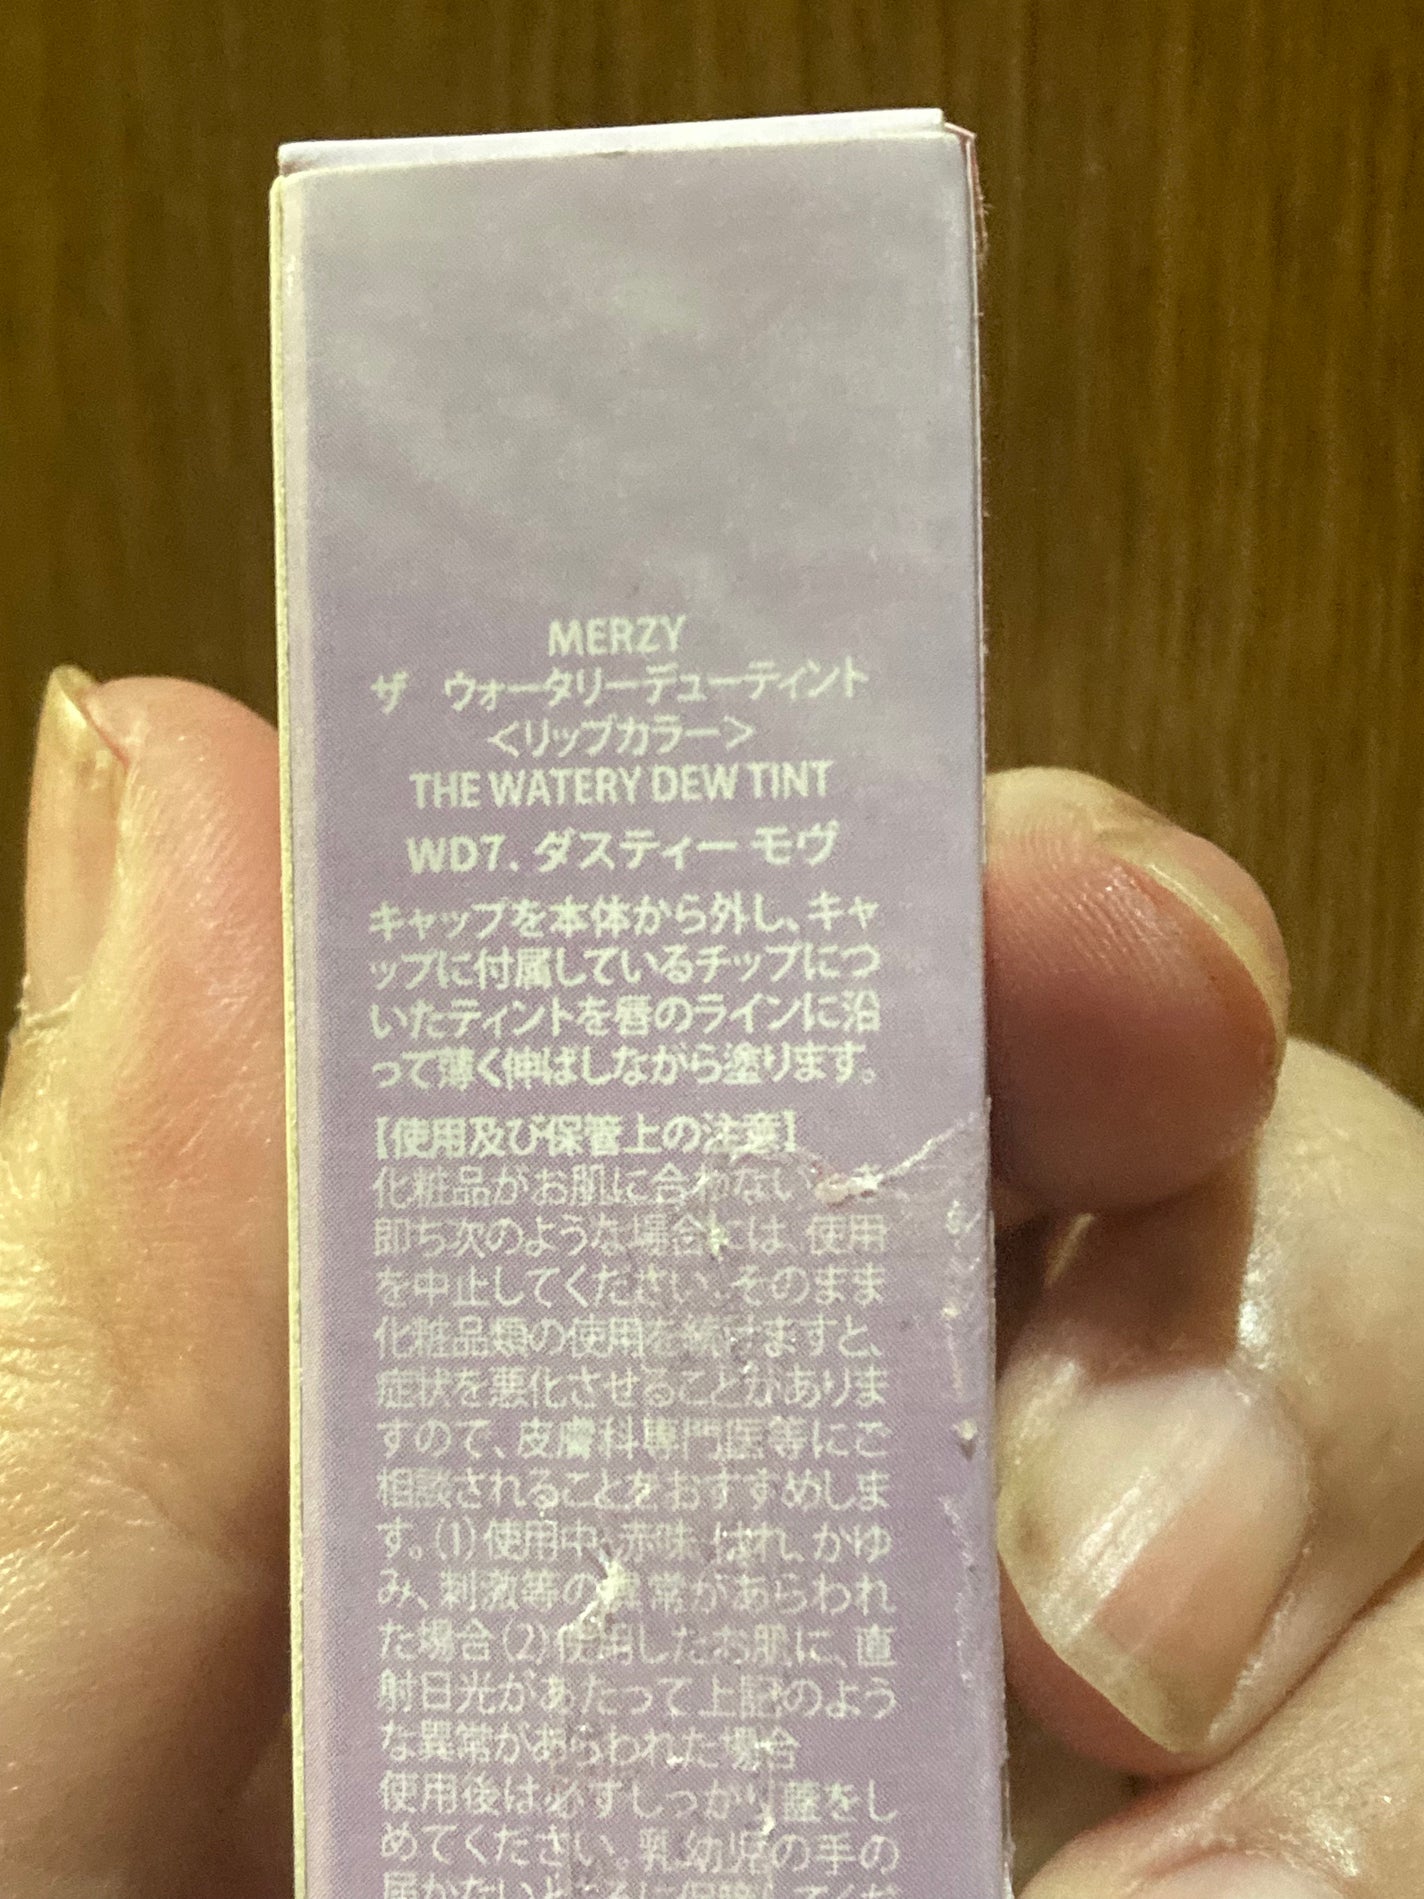 MERZY
ザ ウォータリーデューティント
<リップカラー>
THE WATERY DEW TINT
WD7. ダスティー モヴ
キャップを本体から外し、キャ
ップに付属しているチップにつ
いたティントを唇のラインに沿
って薄く伸ばしながら塗ります。
【使用及び保管上の注意】
化粧品がお肌に合わない
即ち次のような場合には、使用
を中止してください。そのまま
化粧品類の使用を続けますと、
症状を悪化させることがありま
すので、皮膚科専門医等にご
相談されることをおすすめしま
す。(1)使用中、赤味、はれ、かゆ
み、刺激等の異常があらわれ
た場合(2)使用したお肌に、直
射日光があたって上記のよう
な異常があらわれた場合
使用後は必ずしっかり蓋をし
めてください。乳幼児の手の
届かないところに保管してくだ